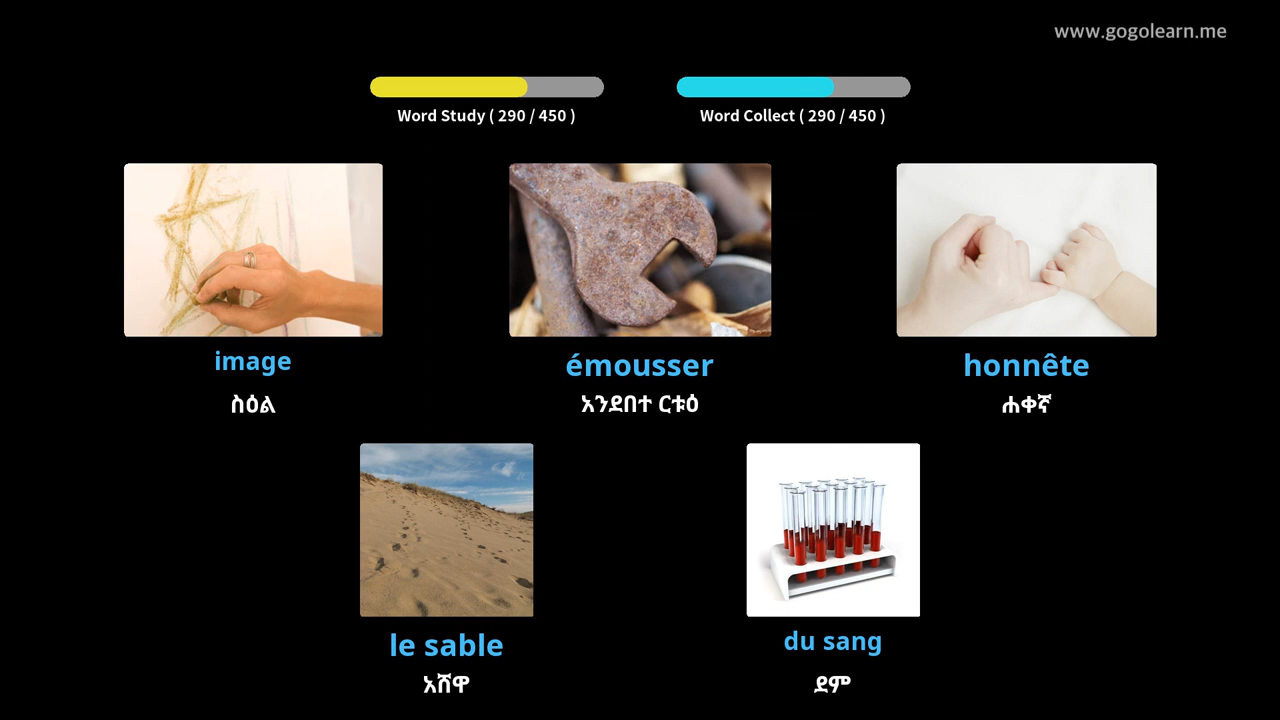 www.gogolearn.me
Word Study ( 290 / 450 )
Word Collect ( 290 / 450 )
image
ስዕል
émousser
አንደበተ ርቱዕ
honnête
ሐቀኛ
le sable
አሸዋ
du sang
ደም